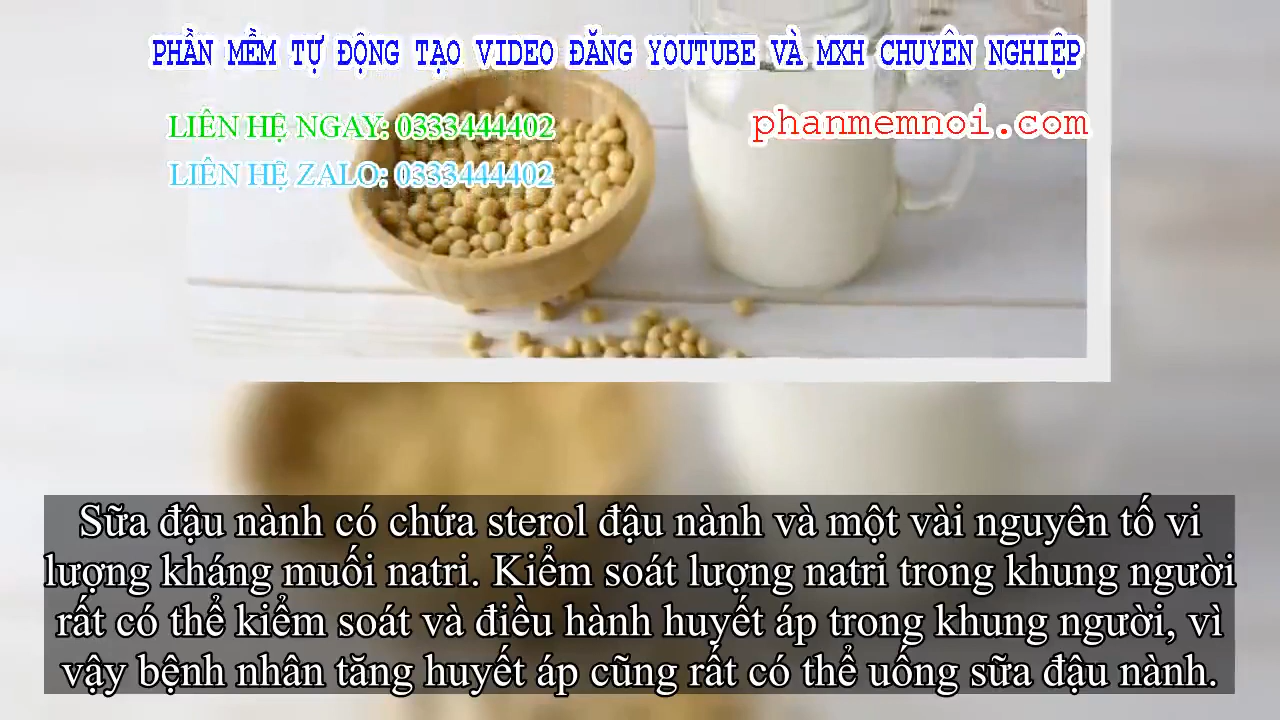 PHẦN MỀM TỰ ĐỘNG TẠO VIDEO ĐĂNG YOUTUBE VÀ MXH CHUYÊN NGHIỆP
LIÊN HỆ NGAY: 0333444402
phanmemnoi.com
LIÊN HỆ ZALO: 0333444402
Sữa đậu nành có chứa sterol đậu nành và một vài nguyên tố vi
lượng kháng muối natri. Kiểm soát lượng natri trong khung người
rất có thể kiểm soát và điều hành huyết áp trong khung người, vì
vậy bệnh nhân tăng huyết áp cũng rất có thể uống sữa đậu nành.